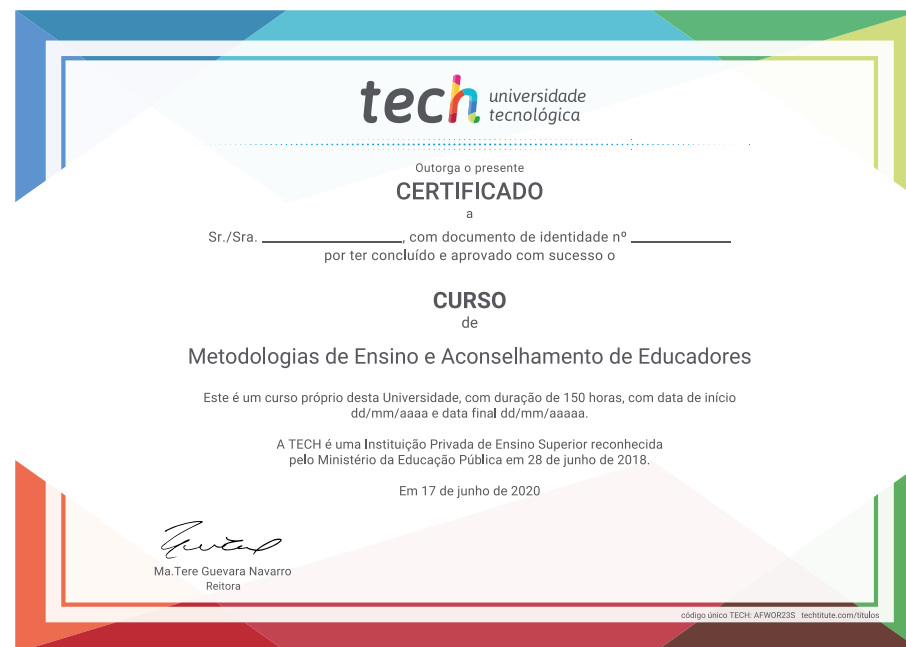 tech universidade
tecnológica
Outorga o presente
CERTIFICADO
a
Sr./Sra. ____________________, com documento de identidade nº ______________
por ter concluído e aprovado com sucesso o
CURSO
de
Metodologias de Ensino e Aconselhamento de Educadores
Este é um curso próprio desta Universidade, com duração de 150 horas, com data de início
dd/mm/aaaa e data final dd/mm/aaaaa.
A TECH é uma Instituição Privada de Ensino Superior reconhecida
pelo Ministério da Educação Pública em 28 de junho de 2018.
Em 17 de junho de 2020
Ma.Tere Guevara Navarro
Reitora
código único TECH: AFWOR23S techtitute.com/títulos